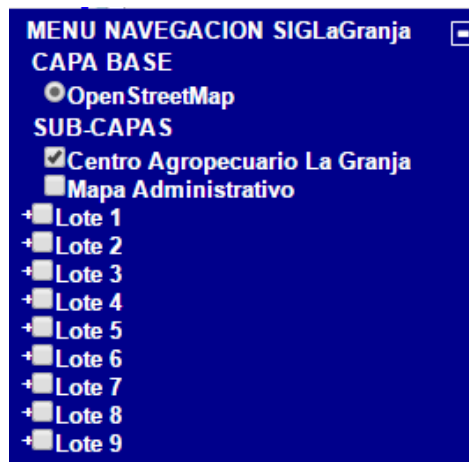 MENU NAVEGACION SIGLaGranja
CAPA BASE
OpenStreetMap
SUB-CAPAS
Centro Agropecuario La Granja
Mapa Administrativo
Lote 1
Lote 2
Lote 3
Lote 4
Lote 5
Lote 6
Lote 7
Lote 8
Lote 9